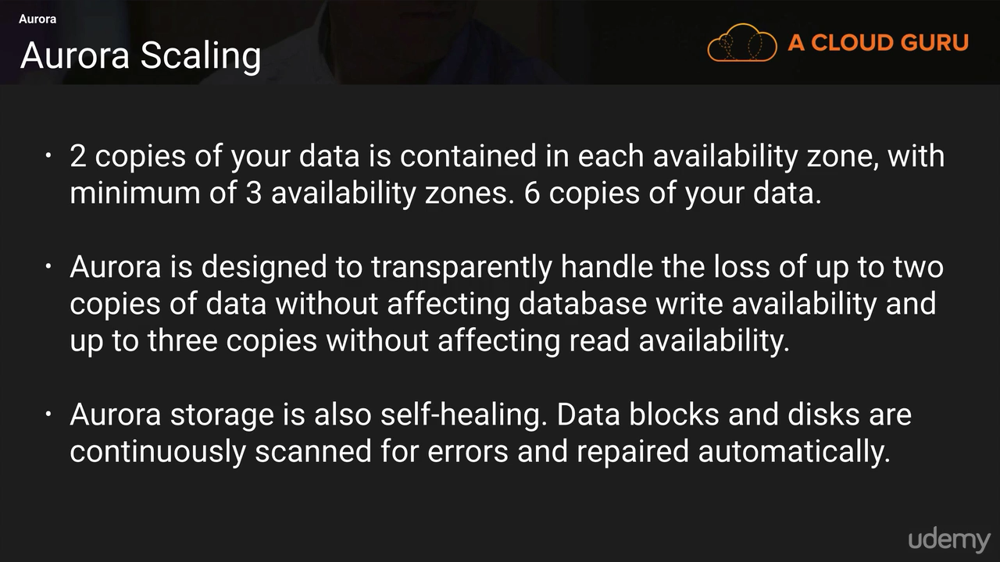 Aurora
Aurora Scaling
A CLOUD GURU
• 2 copies of your data is contained in each availability zone, with
minimum of 3 availability zones. 6 copies of your data.
• Aurora is designed to transparently handle the loss of up to two
copies of data without affecting database write availability and
up to three copies without affecting read availability.
• Aurora storage is also self-healing. Data blocks and disks are
continuously scanned for errors and repaired automatically.
udemy